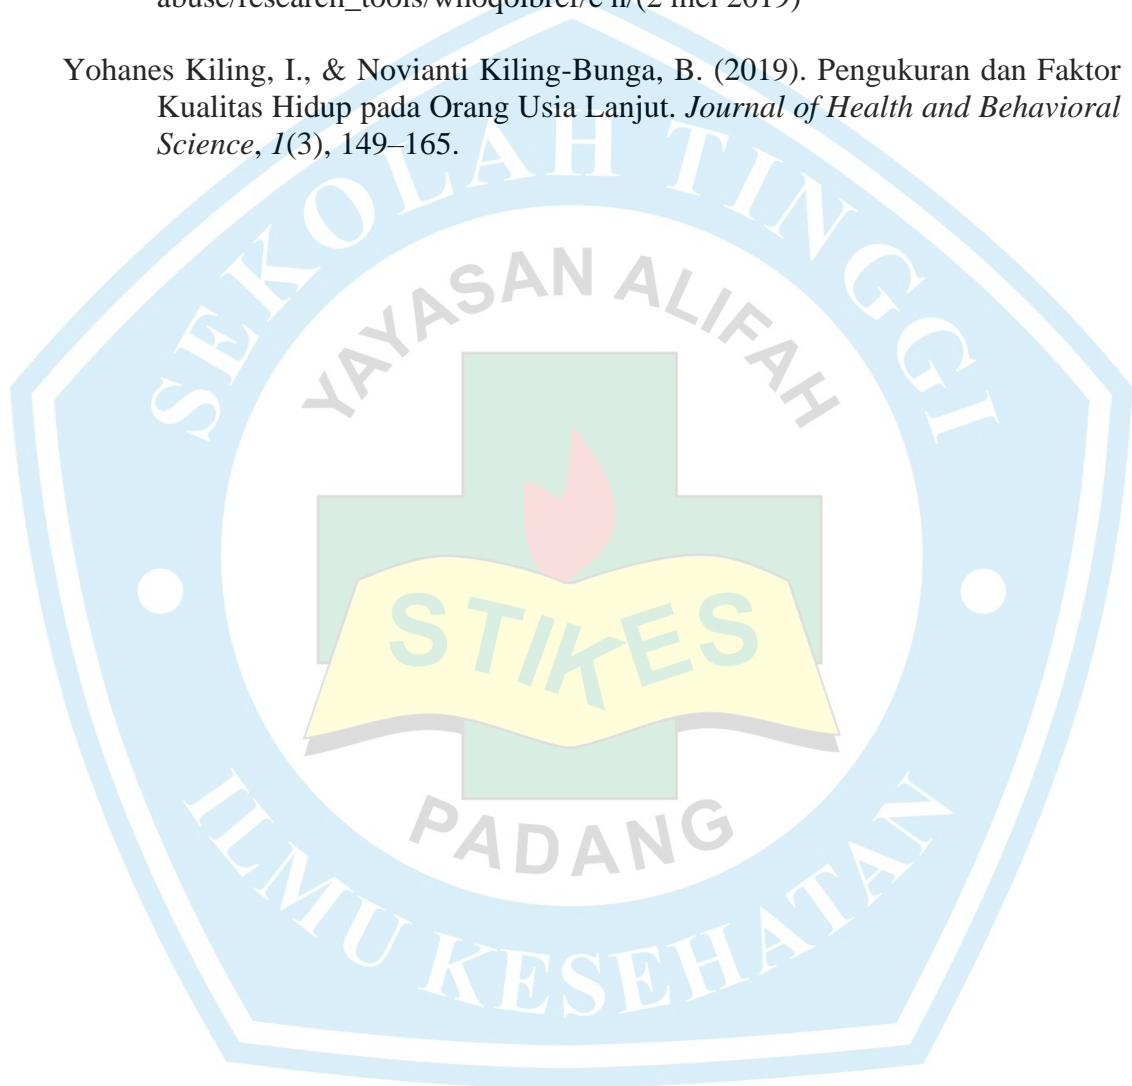 abuse/research_tools/whoqolbref/e n/(2 mei 2019)
Yohanes Kiling, I., & Novianti Kiling-Bunga, B. (2019). Pengukuran dan Faktor
Kualitas Hidup pada Orang Usia Lanjut. Journal of Health and Behavioral
Science, 1(3), 149–165.
SEKOLAH TINGGI
YAYASAN ALIFAH
STIKES
PADANG
ILMU KESEHATAN